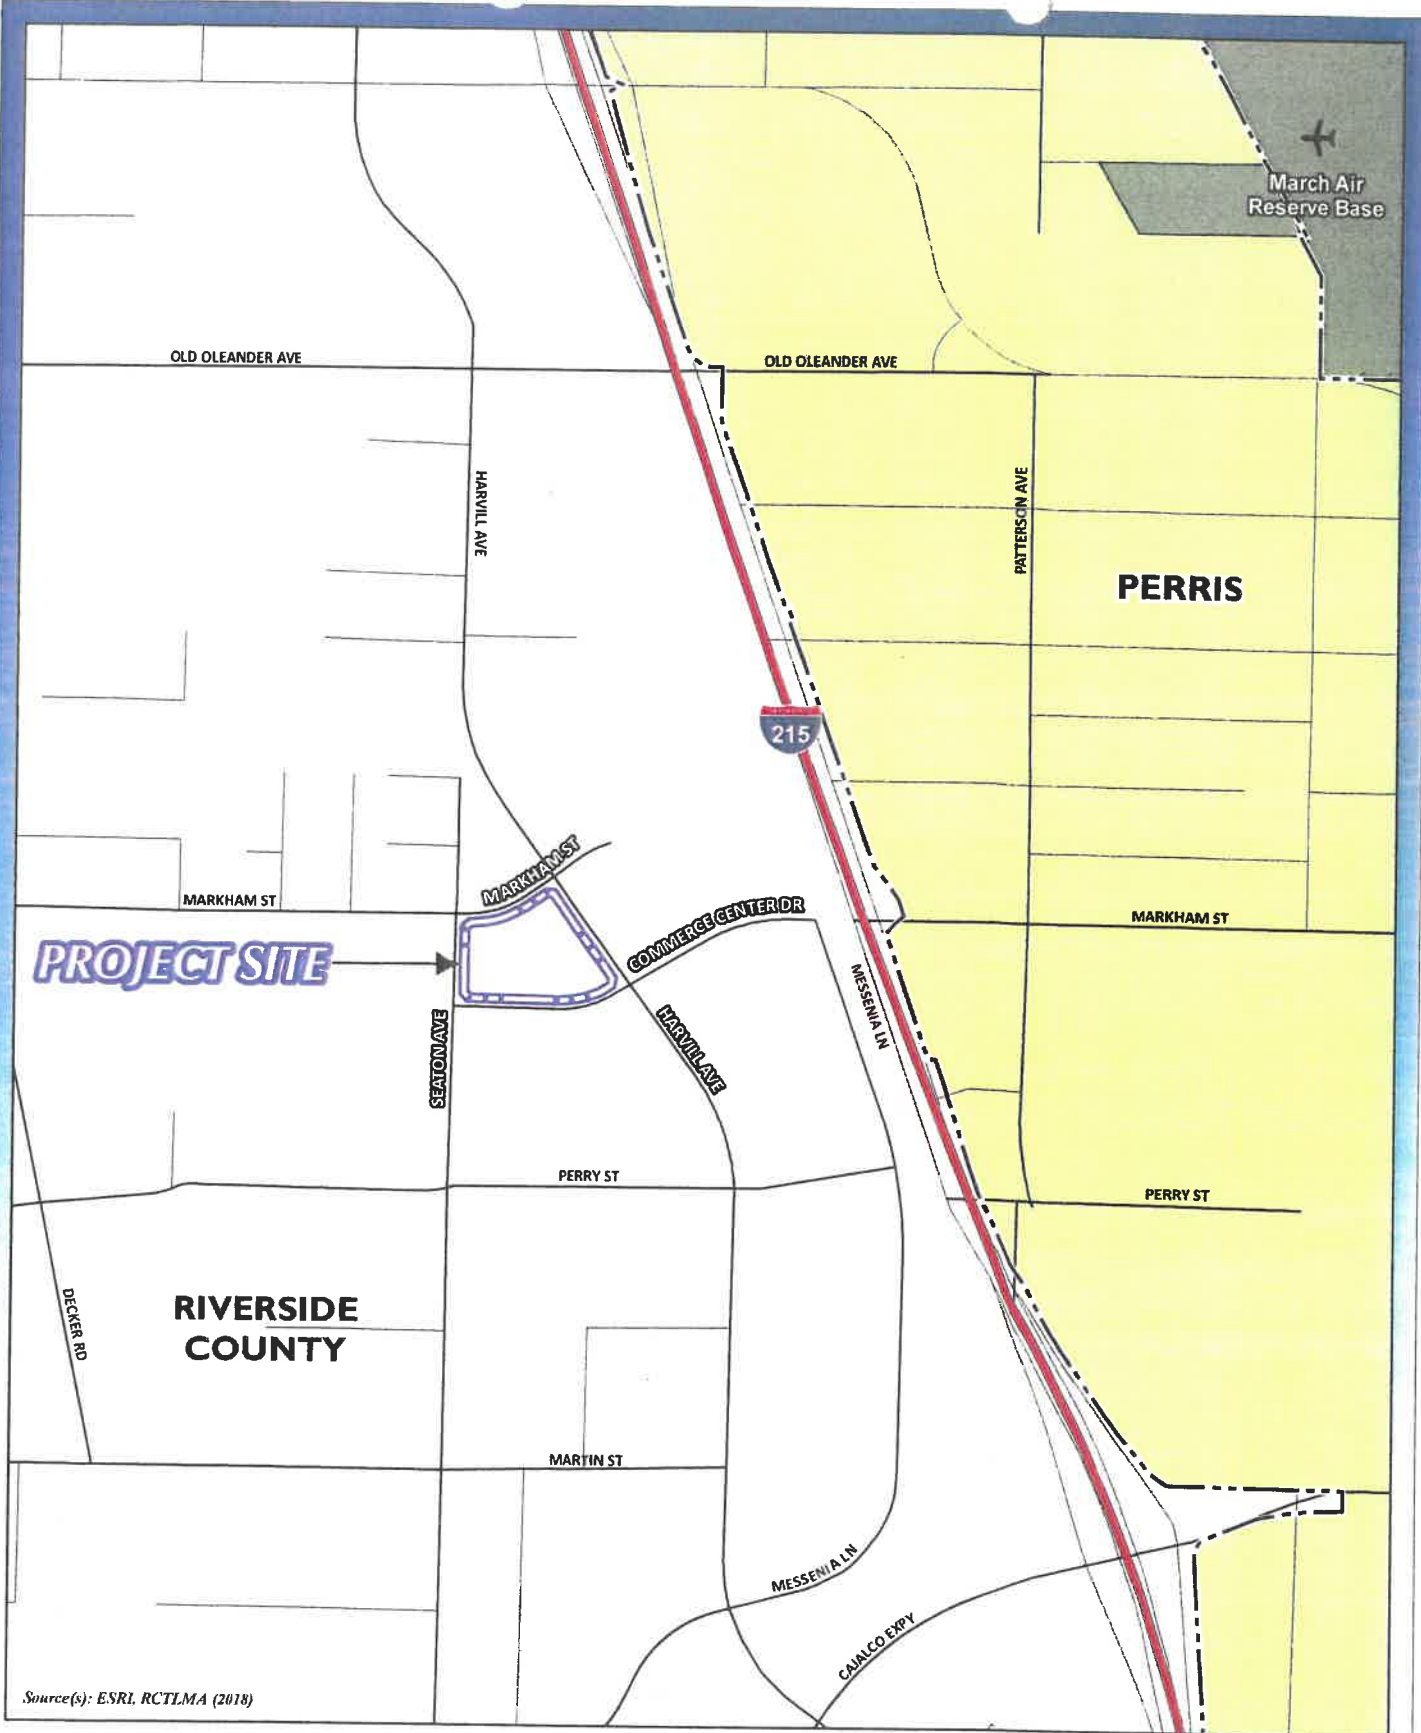 March Air
Reserve Base
OLD OLEANDER AVE
OLD OLEANDER AVE
HARVILL AVE
PATTERSON AVE
PERRIS
215
MARKHAM ST
MARKHAM ST
COMMERCE CENTER DR
MARKHAM ST
PROJECT SITE
MESSENIA LN
SEATON AVE
HARVILL AVE
PERRY ST
PERRY ST
DECKER RD
RIVERSIDE
COUNTY
MARTIN ST
MESSENIA LN
CAJALCO EXPY
Source(s): ESRI, RCTLMA (2018)